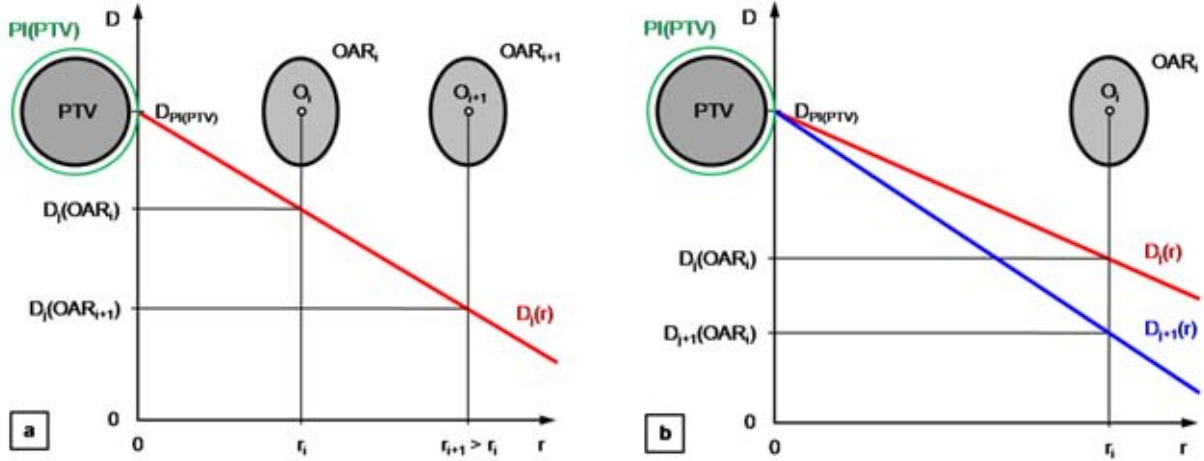 D
PI(PTV)
OARᵢ
OARᵢ₊₁
PTV
Oᵢ
Oᵢ₊₁
D_PI(PTV)
Dⱼ(OARᵢ)
Dⱼ(OARᵢ₊₁)
Dⱼ(r)
0
a
0
rᵢ
rᵢ₊₁ > rᵢ
r
D
PI(PTV)
OARᵢ
PTV
Oᵢ
D_PI(PTV)
Dⱼ(OARᵢ)
Dⱼ(r)
Dⱼ₊₁(OARᵢ)
Dⱼ₊₁(r)
0
b
0
rᵢ
r